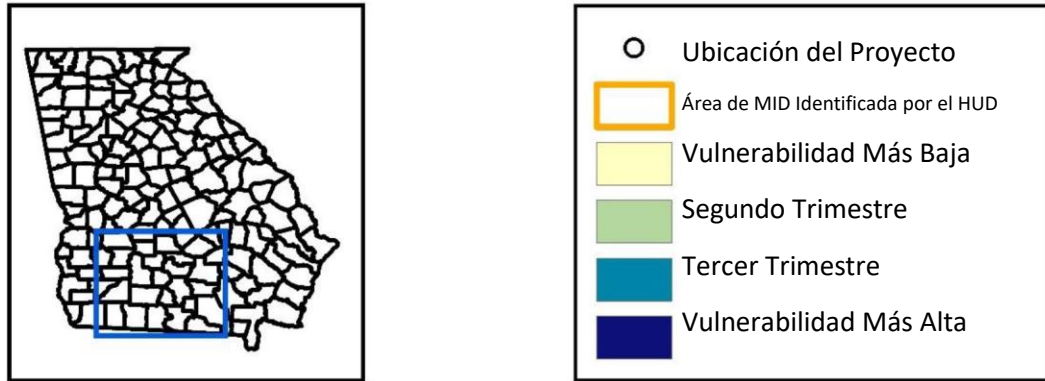 Ubicación del Proyecto
Área de MID Identificada por el HUD
Vulnerabilidad Más Baja
Segundo Trimestre
Tercer Trimestre
Vulnerabilidad Más Alta